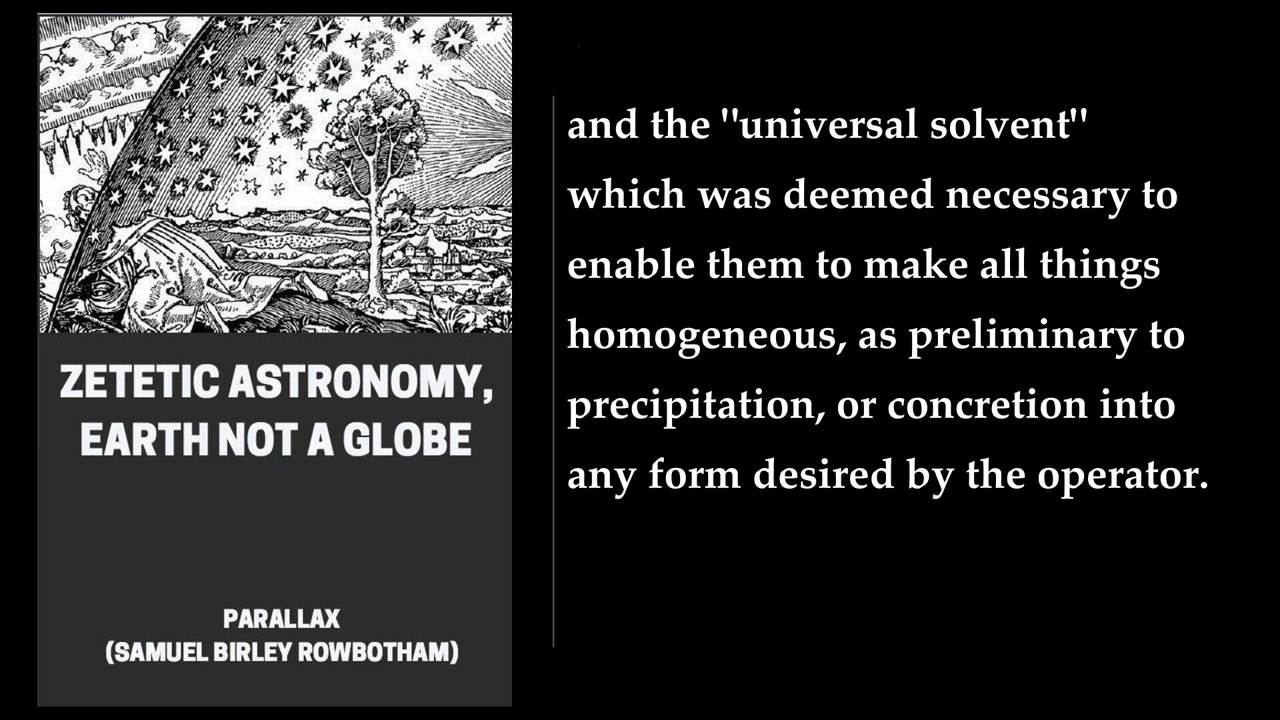 ZETETIC ASTRONOMY,
EARTH NOT A GLOBE
PARALLAX
(SAMUEL BIRLEY ROWBOTHAM)
and the "universal solvent"
which was deemed necessary to
enable them to make all things
homogeneous, as preliminary to
precipitation, or concretion into
any form desired by the operator.